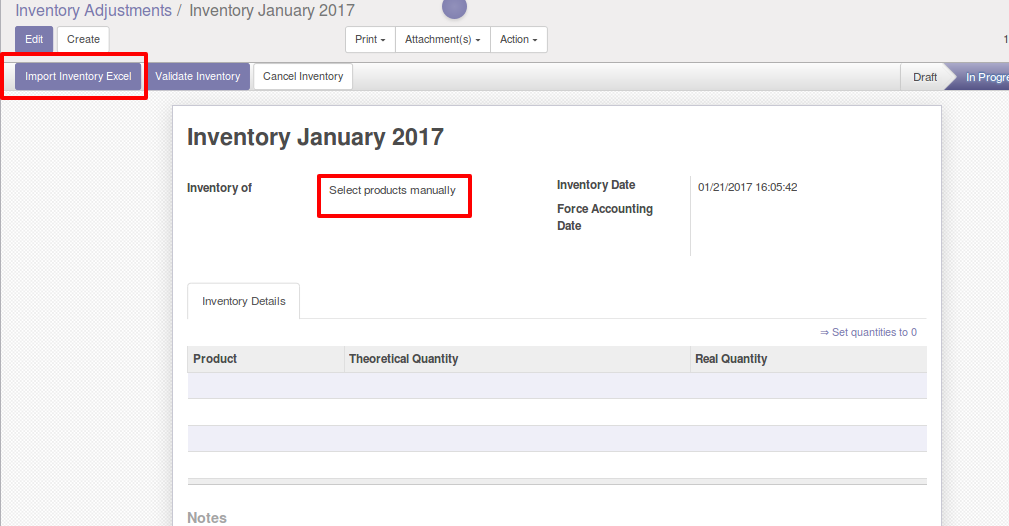 Inventory Adjustments / Inventory January 2017
Edit Create Print Attachment(s) Action 1
Import Inventory Excel Validate Inventory Cancel Inventory Draft In Progre
Inventory January 2017
Inventory of Select products manually Inventory Date 01/21/2017 16:05:42
Force Accounting
Date
Inventory Details
⇒ Set quantities to 0
Product Theoretical Quantity Real Quantity
Notes